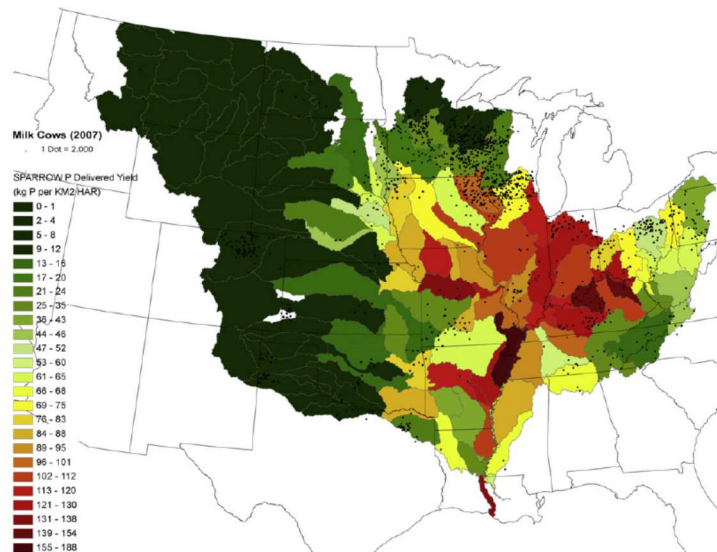 Milk Cows (2007)
. 1 Dot = 2,000
SPARROW P Delivered Yield
(kg P per KM2/HAR)
0 - 1
2 - 4
5 - 8
9 - 12
13 - 16
17 - 20
21 - 24
25 - 35
36 - 43
44 - 46
47 - 52
53 - 60
61 - 65
66 - 68
69 - 75
76 - 83
84 - 88
89 - 95
96 - 101
102 - 112
113 - 120
121 - 130
131 - 138
139 - 154
155 - 188